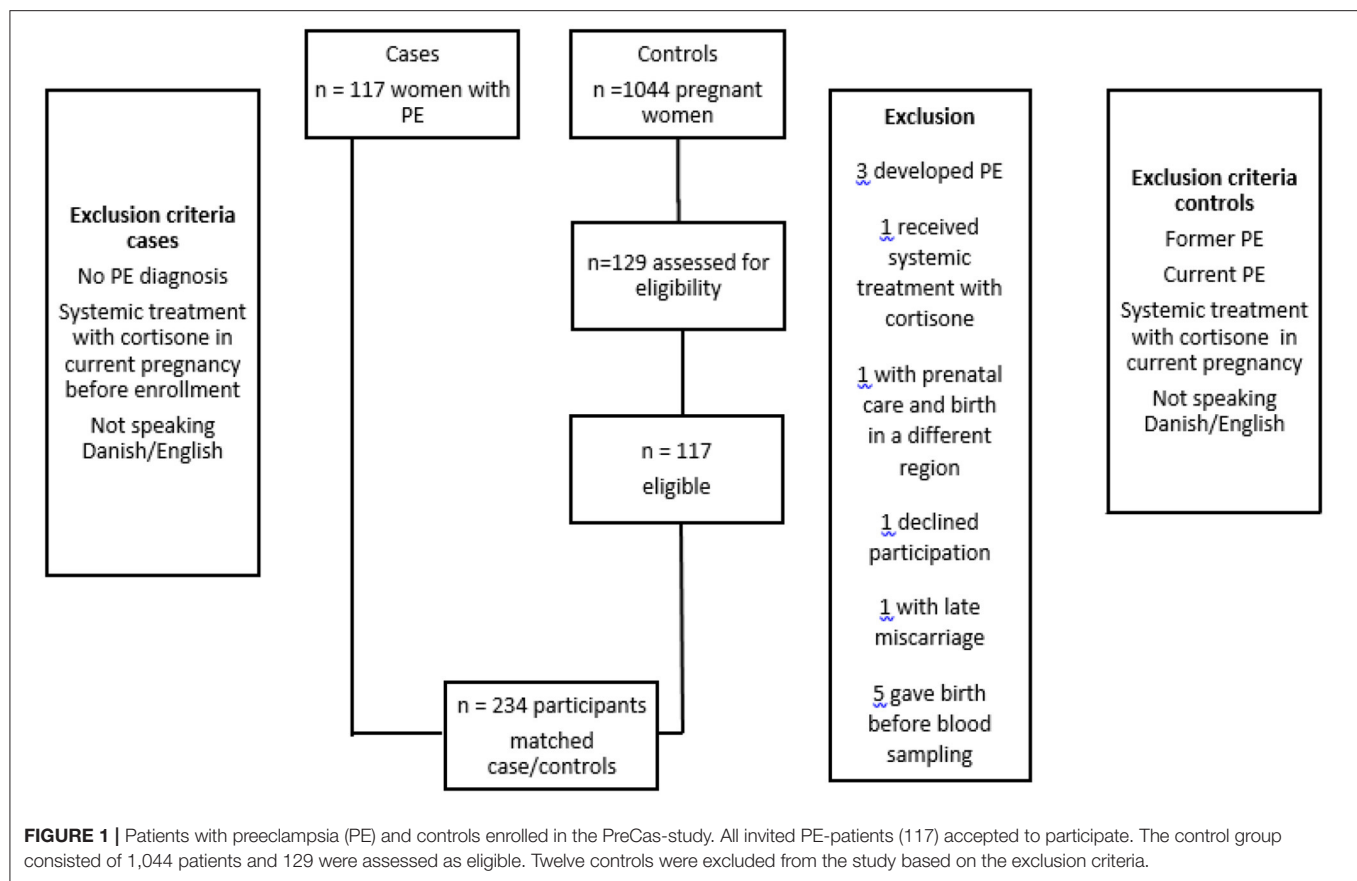 Exclusion criteria
cases
No PE diagnosis
Systemic treatment
with cortisone in
current pregnancy
before enrollment
Not speaking
Danish/English
Cases
n = 117 women with
PE
Controls
n =1044 pregnant
women
n=129 assessed for
eligibility
n = 117
eligible
n = 234 participants
matched
case/controls
Exclusion
3 developed PE
1 received
systemic
treatment with
cortisone
1 with prenatal
care and birth
in a different
region
1 declined
participation
1 with late
miscarriage
5 gave birth
before blood
sampling
Exclusion criteria
controls
Former PE
Current PE
Systemic treatment
with cortisone in
current pregnancy
Not speaking
Danish/English
FIGURE 1 | Patients with preeclampsia (PE) and controls enrolled in the PreCas-study. All invited PE-patients (117) accepted to participate. The control group
consisted of 1,044 patients and 129 were assessed as eligible. Twelve controls were excluded from the study based on the exclusion criteria.